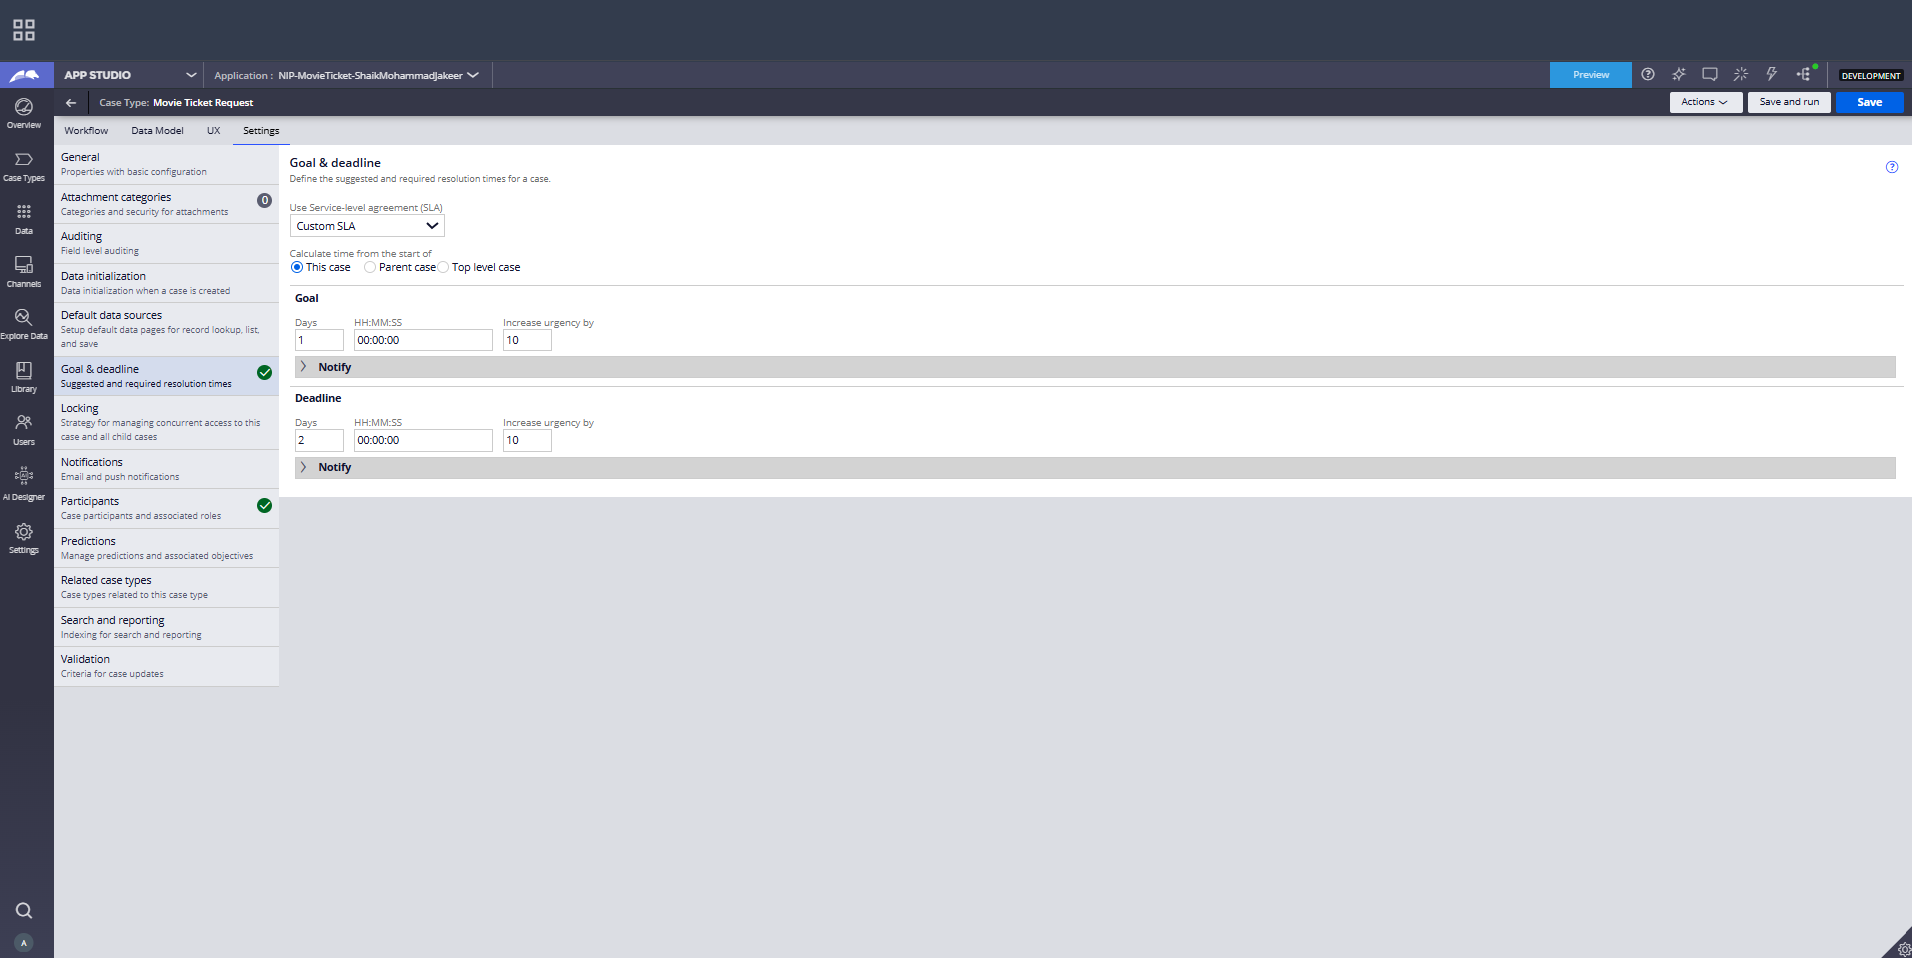 APP STUDIO
Application : NIP-MovieTicket-ShaikMohammadJakeer
Preview
DEVELOPMENT
Case Type: Movie Ticket Request
Actions
Save and run
Save
Overview
Case Types
Data
Channels
Explore Data
Library
Users
AI Designer
Settings
A
Workflow
Data Model
UX
Settings
General
Properties with basic configuration
Attachment categories
0
Categories and security for attachments
Auditing
Field level auditing
Data initialization
Data initialization when a case is created
Default data sources
Setup default data pages for record lookup, list,
and save
Goal & deadline
Suggested and required resolution times
Locking
Strategy for managing concurrent access to this
case and all child cases
Notifications
Email and push notifications
Participants
Case participants and associated roles
Predictions
Manage predictions and associated objectives
Related case types
Case types related to this case type
Search and reporting
Indexing for search and reporting
Validation
Criteria for case updates
Goal & deadline
Define the suggested and required resolution times for a case.
Use Service-level agreement (SLA)
Custom SLA
Calculate time from the start of
This case Parent case Top level case
Goal
Days HH:MM:SS Increase urgency by
1 00:00:00 10
Notify
Deadline
Days HH:MM:SS Increase urgency by
2 00:00:00 10
Notify